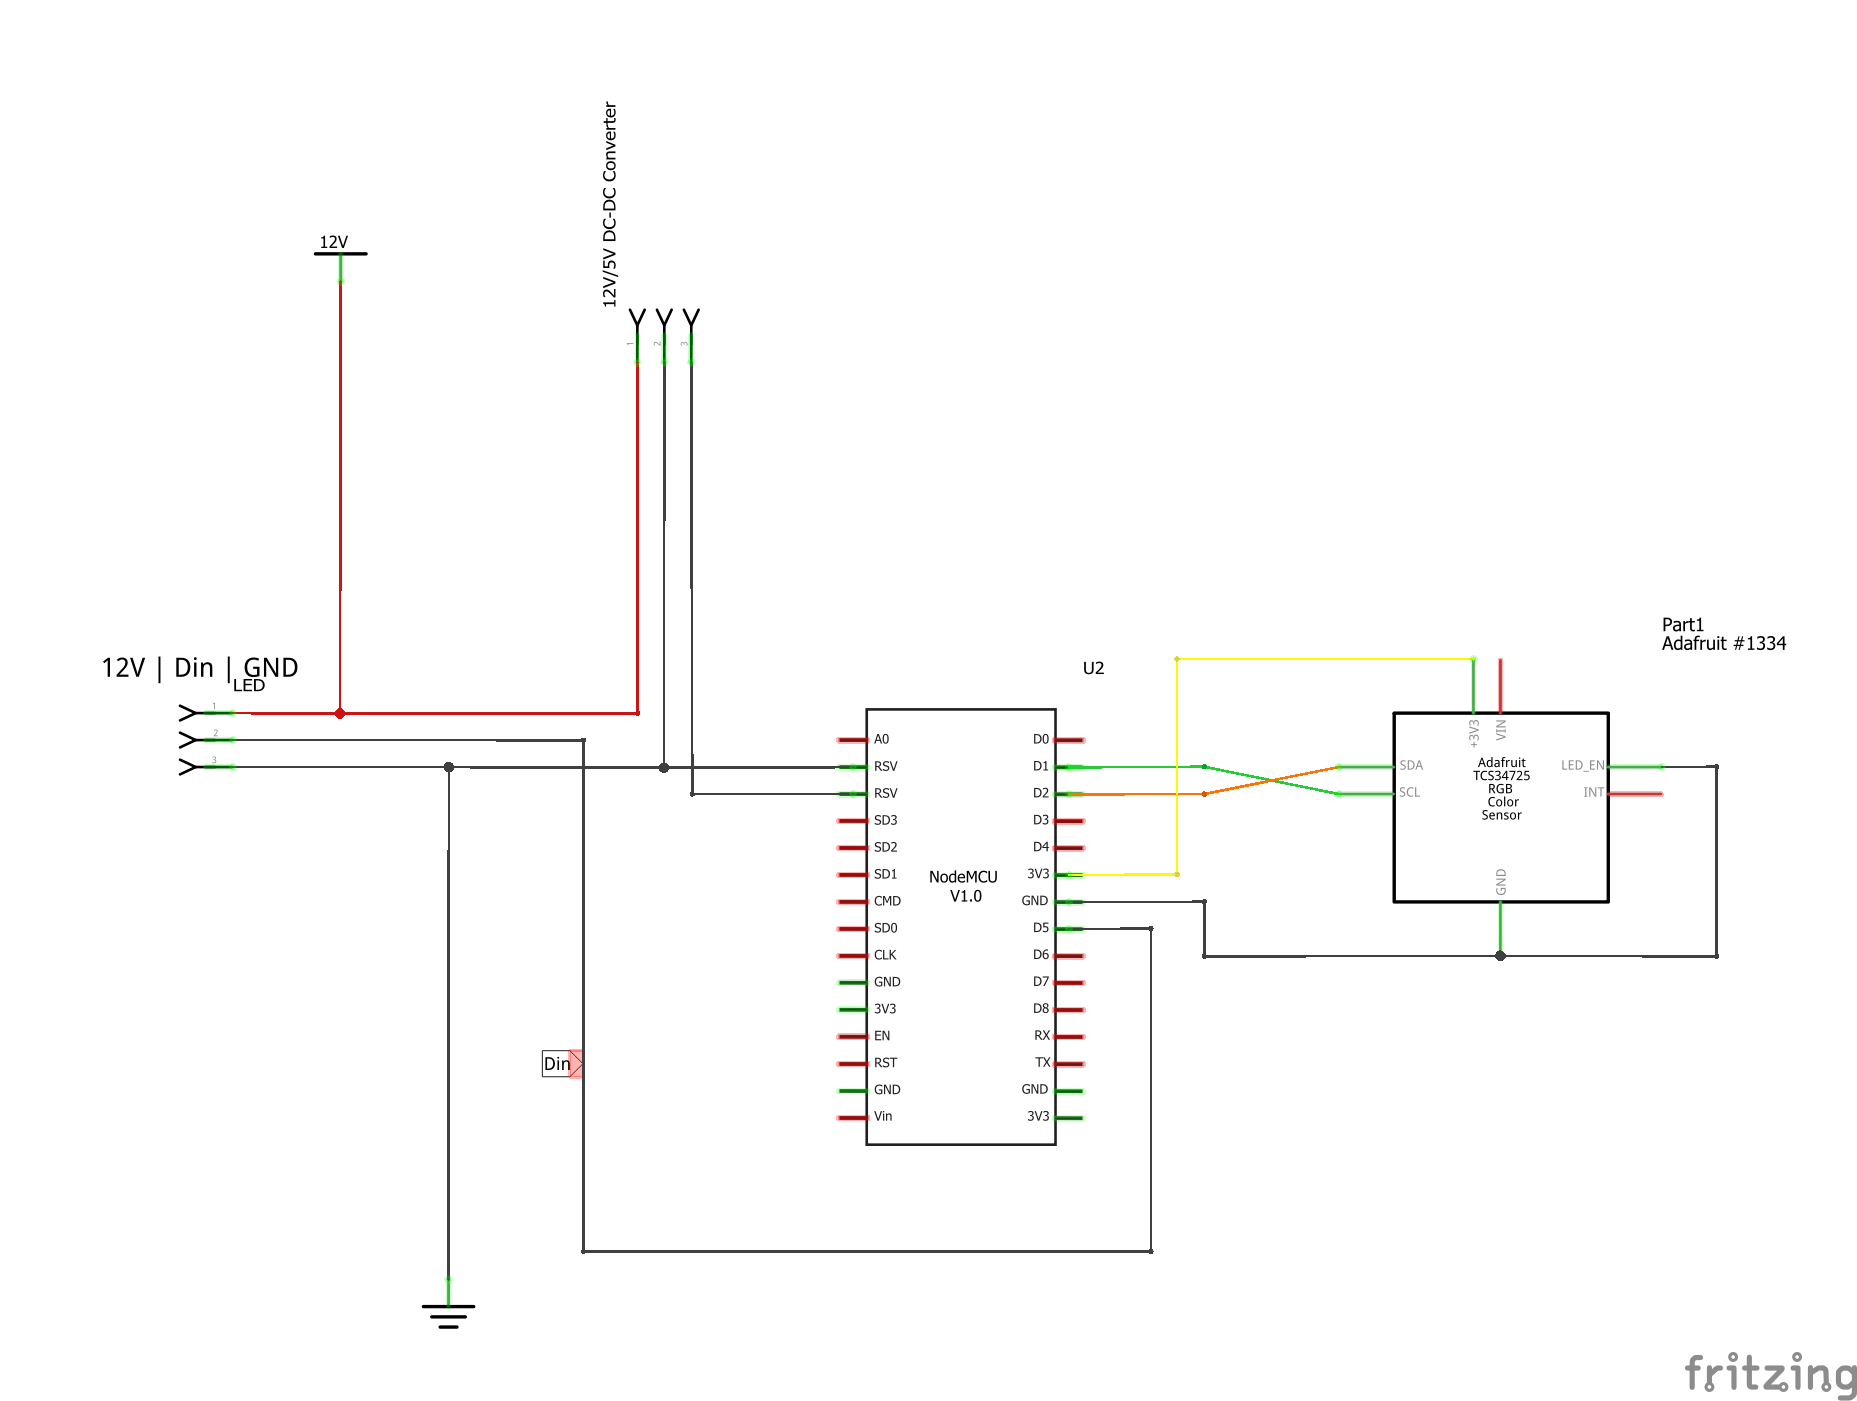 12V/5V DC-DC Converter
12V
1
2
3
Part1
Adafruit #1334
12V | Din | GND
LED
1
2
3
U2
A0
RSV
RSV
SD3
SD2
SD1
CMD
SD0
CLK
GND
3V3
EN
RST
GND
Vin
NodeMCU
V1.0
D0
D1
D2
D3
D4
3V3
GND
D5
D6
D7
D8
RX
TX
GND
3V3
+3V3
VIN
SDA
SCL
Adafruit
TCS34725
RGB
Color
Sensor
LED_EN
INT
GND
Din
fritzing